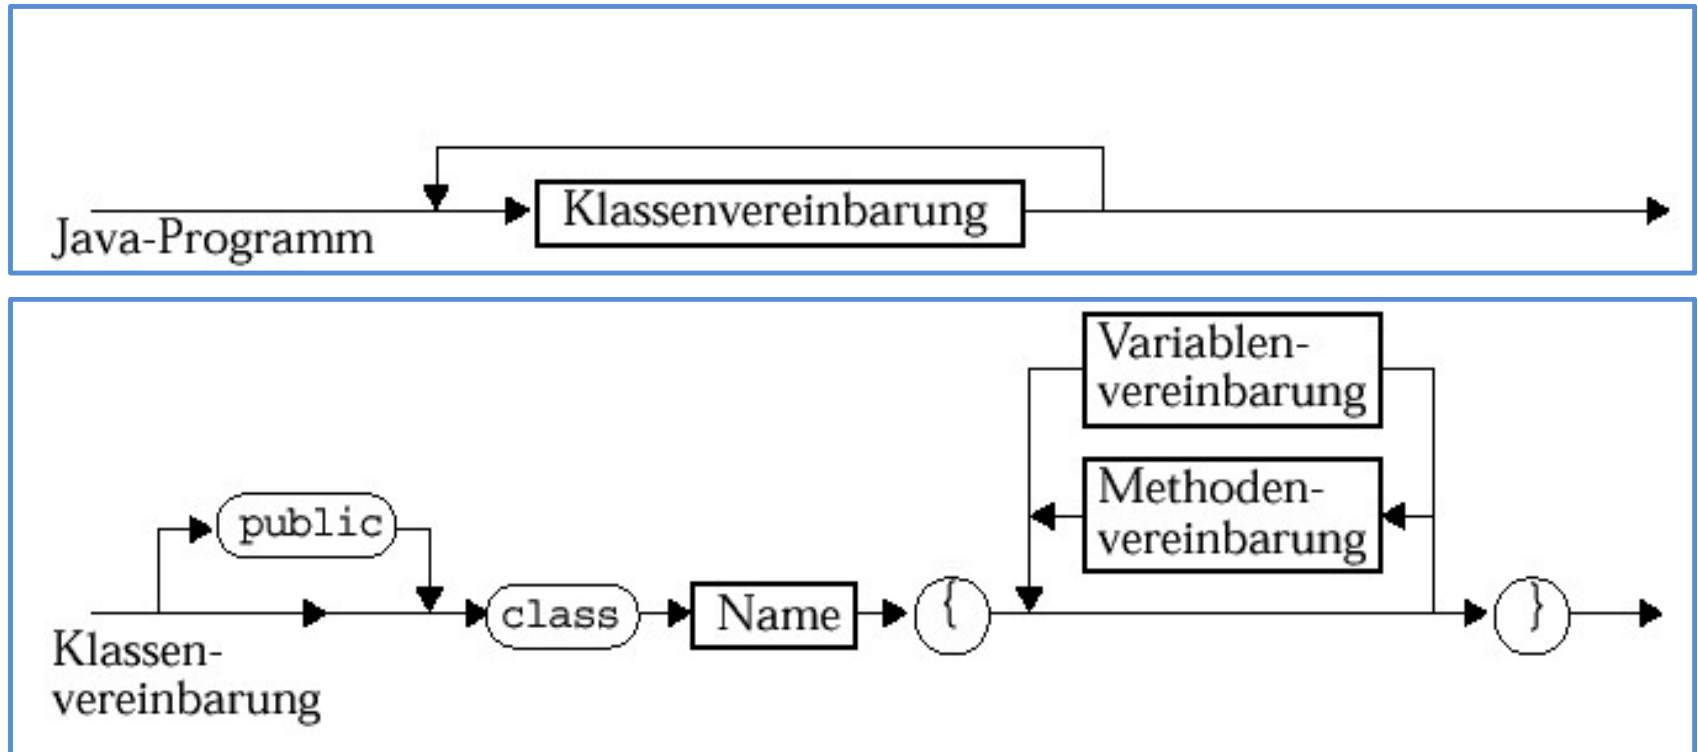 Klassenvereinbarung
Java-Programm
Variablen-
vereinbarung
Methoden-
vereinbarung
public
class
Name
{
}
Klassen-
vereinbarung